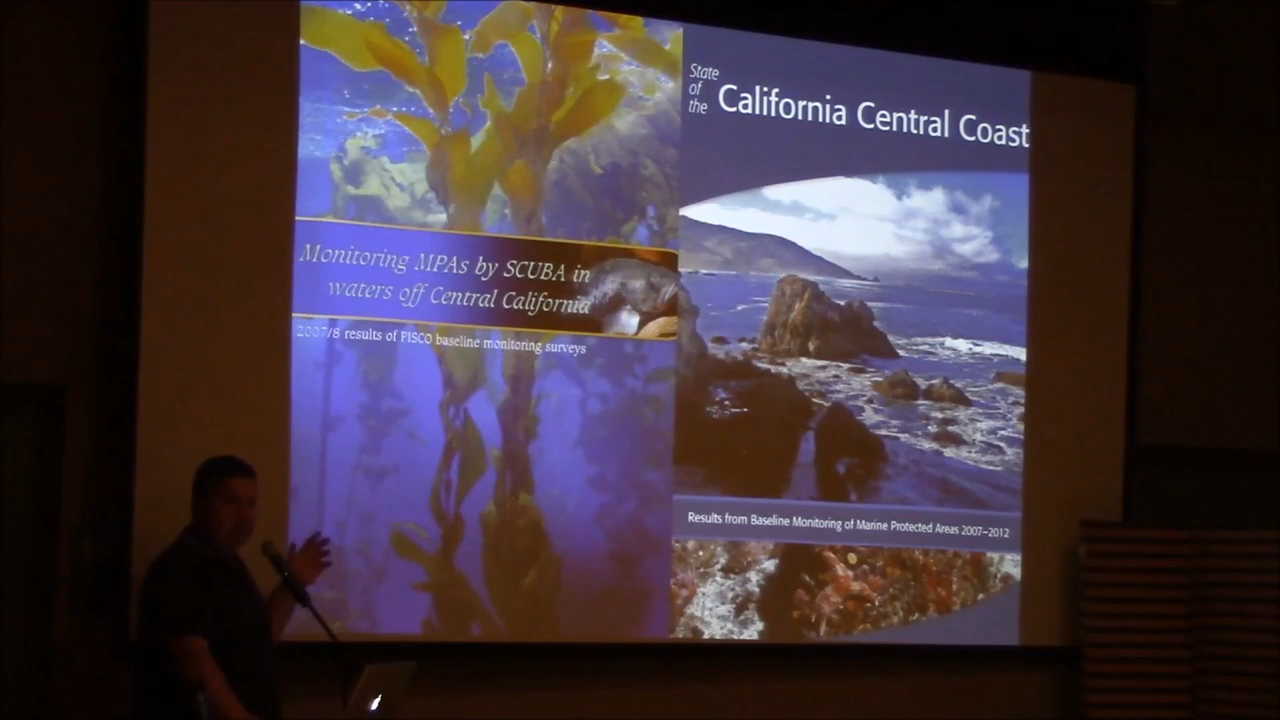 Monitoring MPAs by SCUBA in
waters off Central California
2007/8 results of PISCO baseline monitoring surveys
State
of
the
California Central Coast
Results from Baseline Monitoring of Marine Protected Areas 2007–2012